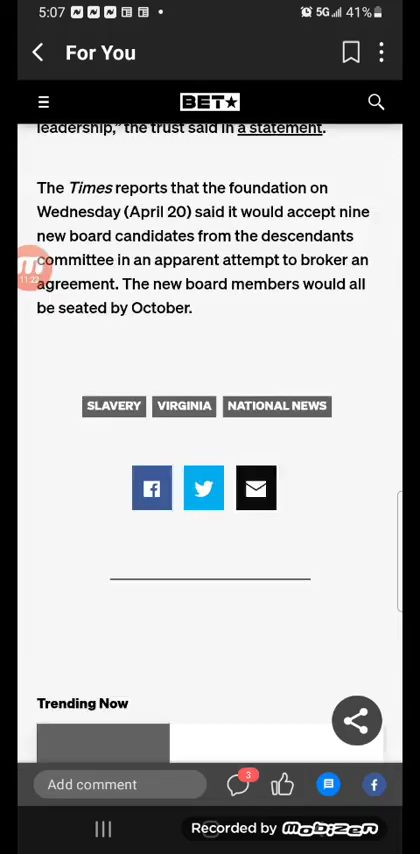 5:07 5G 41%
For You
BET★
leadership,” the trust said in a statement.
The Times reports that the foundation on
Wednesday (April 20) said it would accept nine
new board candidates from the descendants
committee in an apparent attempt to broker an
agreement. The new board members would all
be seated by October.
11:22
SLAVERY VIRGINIA NATIONAL NEWS
Trending Now
Add comment 3
Recorded by mobizen